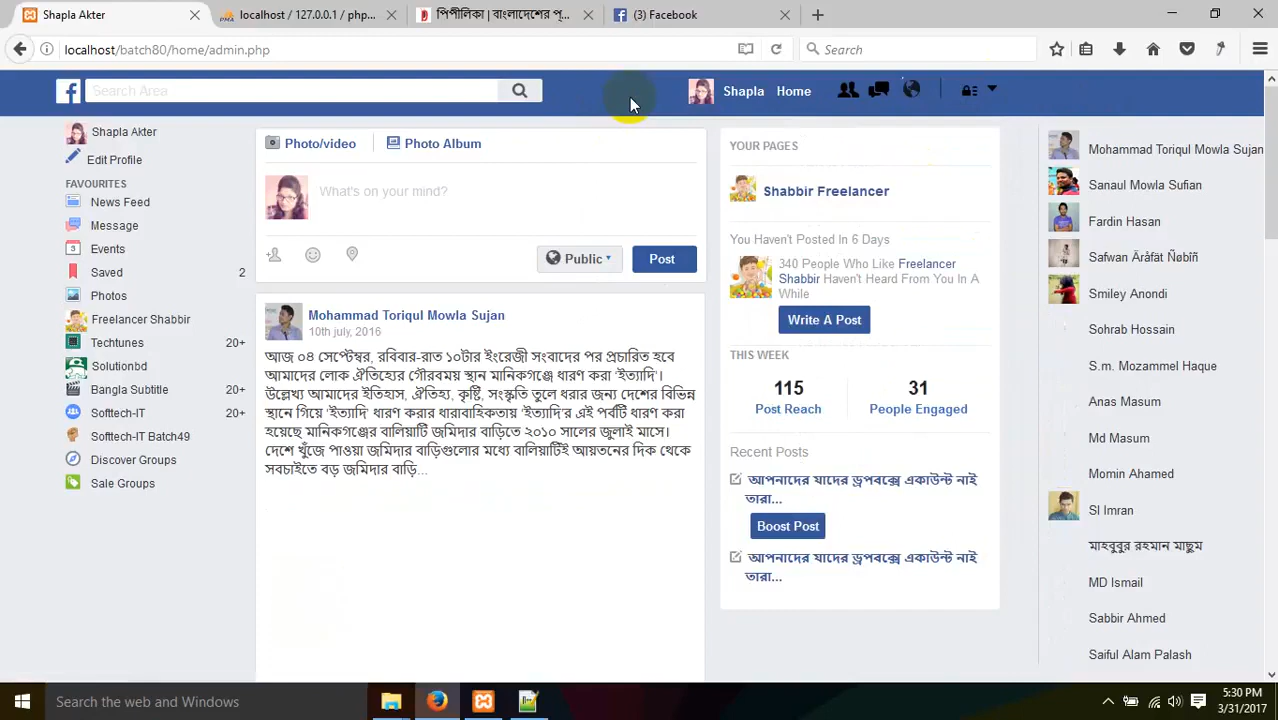 Shapla Akter
localhost / 127.0.0.1 / php...
পিপীলিকা | বাংলাদেশের প্...
(3) Facebook
localhost/batch80/home/admin.php
Search
Search Area
Shapla
Home
Shapla Akter
Edit Profile
FAVOURITES
News Feed
Message
Events
Saved 2
Photos
Freelancer Shabbir
Techtunes 20+
Solutionbd
Bangla Subtitle 20+
Softtech-IT 20+
Softtech-IT Batch49
Discover Groups
Sale Groups
Photo/video
Photo Album
What's on your mind?
Public
Post
Mohammad Toriqul Mowla Sujan
10th july, 2016
আজ ০৪ সেপ্টেম্বর, রবিবার-রাত ১০টার ইংরেজী সংবাদের পর প্রচারিত হবে
আমাদের লোক ঐতিহ্যের গৌরবময় স্থান মানিকগঞ্জে ধারণ করা 'ইত্যাদি'।
উল্লেখ্য আমাদের ইতিহাস, ঐতিহ্য, কৃষ্টি, সংস্কৃতি তুলে ধরার জন্য দেশের বিভিন্ন
স্থানে গিয়ে 'ইত্যাদি' ধারণ করার ধারাবাহিকতায় 'ইত্যাদি'র এই পর্বটি ধারণ করা
হয়েছে মানিকগঞ্জের বালিয়াটি জমিদার বাড়িতে ২০১০ সালের জুলাই মাসে।
দেশে খুঁজে পাওয়া জমিদার বাড়িগুলোর মধ্যে বালিয়াটিই আয়তনের দিক থেকে
সবচাইতে বড় জমিদার বাড়ি...
YOUR PAGES
Shabbir Freelancer
You Haven't Posted In 6 Days
340 People Who Like Freelancer
Shabbir Haven't Heard From You In A
While
Write A Post
THIS WEEK
115 31
Post Reach People Engaged
Recent Posts
আপনাদের যাদের ড্রপবক্সে একাউন্ট নাই
তারা...
Boost Post
আপনাদের যাদের ড্রপবক্সে একাউন্ট নাই
তারা...
Mohammad Toriqul Mowla Sujan
Sanaul Mowla Sufian
Fardin Hasan
Safwan Äräfät Ñøbîñ
Smiley Anondi
Sohrab Hossain
S.m. Mozammel Hoque
Anas Masum
Md Masum
Momin Ahamed
SI Imran
মাহবুবুর রহমান মাছুম
MD Ismail
Sabbir Ahmed
Saiful Alam Palash
Search the web and Windows
5:30 PM
3/31/2017